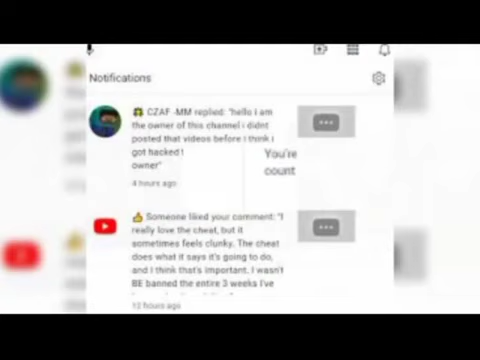 Notifications
CZAF -MM replied: "hello I am
the owner of this channel i didnt
posted that videos before i think i
got hacked !
owner"
4 hours ago
You're
count
Someone liked your comment: "I
really love the cheat, but it
sometimes feels clunky. The cheat
does what it says it's going to do,
and I think that's important. I wasn't
BE banned the entire 3 weeks I've
12 hours ago